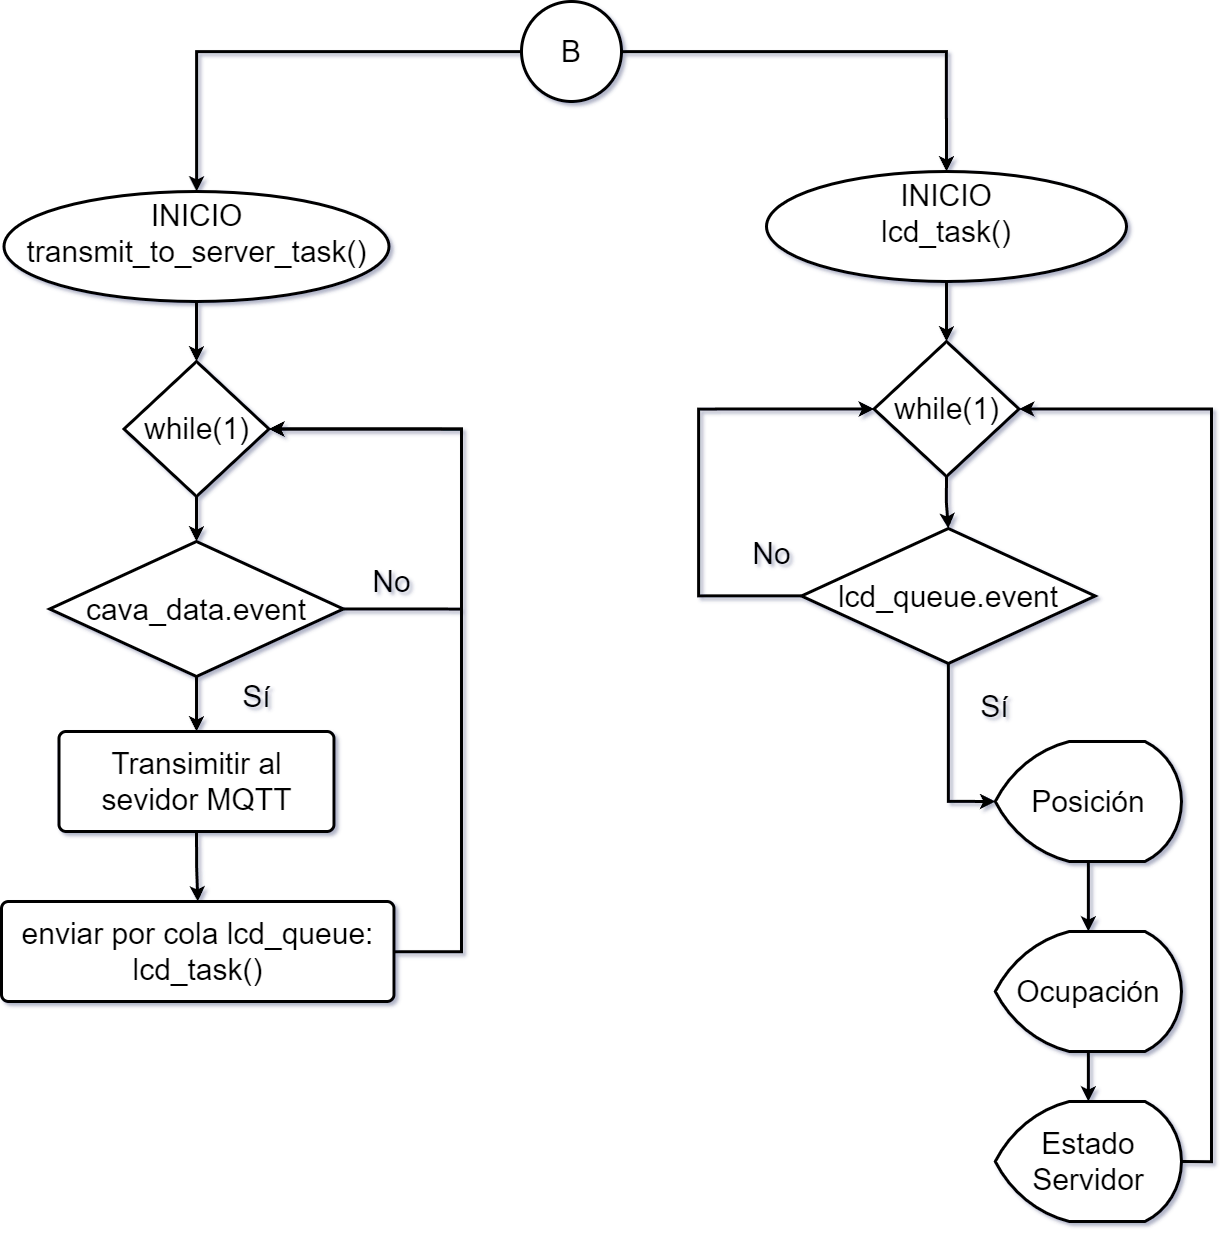 B
INICIO
transmit_to_server_task()
while(1)
cava_data.event
No
Sí
Transimitir al
sevidor MQTT
enviar por cola lcd_queue:
lcd_task()
INICIO
lcd_task()
while(1)
No
lcd_queue.event
Sí
Posición
Ocupación
Estado
Servidor